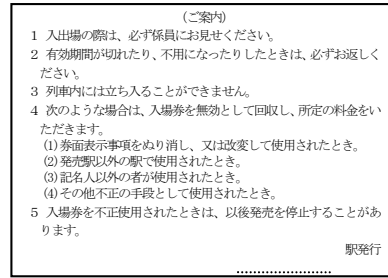 (ご案内)
1 入出場の際は、必ず係員にお見せください。
2 有効期間が切れたり、不用になったりしたときは、必ずお返しく
ださい。
3 列車内には立ち入ることができません。
4 次のような場合は、入場券を無効として回収し、所定の料金をい
ただきます。
(1)券面表示事項をぬり消し、又は改変して使用されたとき。
(2)発売駅以外の駅で使用されたとき。
(3)記名人以外の者が使用されたとき。
(4)その他不正の手段として使用されたとき。
5 入場券を不正使用されたときは、以後発売を停止することがあ
ります。
駅発行